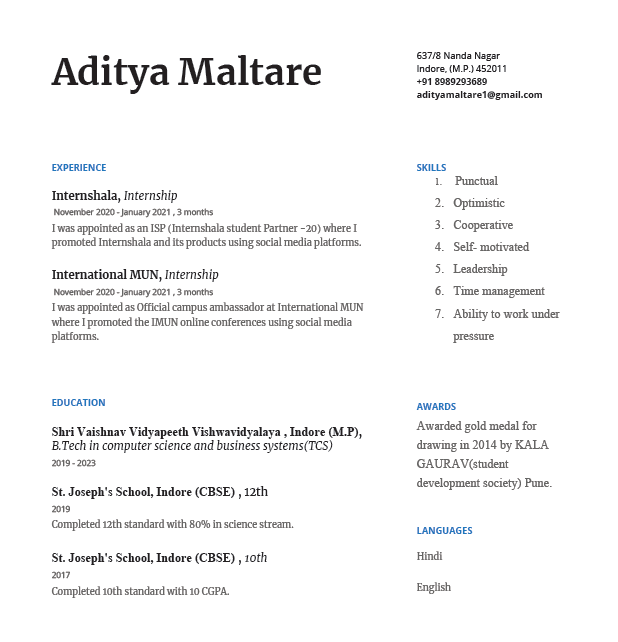 Aditya Maltare
637/8 Nanda Nagar
Indore, (M.P.) 452011
+91 8989293689
adityamaltare1@gmail.com
EXPERIENCE
Internshala, Internship
November 2020 - January 2021 , 3 months
I was appointed as an ISP (Internshala student Partner -20) where I
promoted Internshala and its products using social media platforms.
International MUN, Internship
November 2020 - January 2021 , 3 months
I was appointed as Official campus ambassador at International MUN
where I promoted the IMUN online conferences using social media
platforms.
SKILLS
1. Punctual
2. Optimistic
3. Cooperative
4. Self- motivated
5. Leadership
6. Time management
7. Ability to work under
pressure
EDUCATION
Shri Vaishnav Vidyapeeth Vishwavidyalaya , Indore (M.P),
B.Tech in computer science and business systems(TCS)
2019 - 2023
St. Joseph's School, Indore (CBSE) , 12th
2019
Completed 12th standard with 80% in science stream.
St. Joseph's School, Indore (CBSE) , 10th
2017
Completed 10th standard with 10 CGPA.
AWARDS
Awarded gold medal for
drawing in 2014 by KALA
GAURAV(student
development society) Pune.
LANGUAGES
Hindi
English